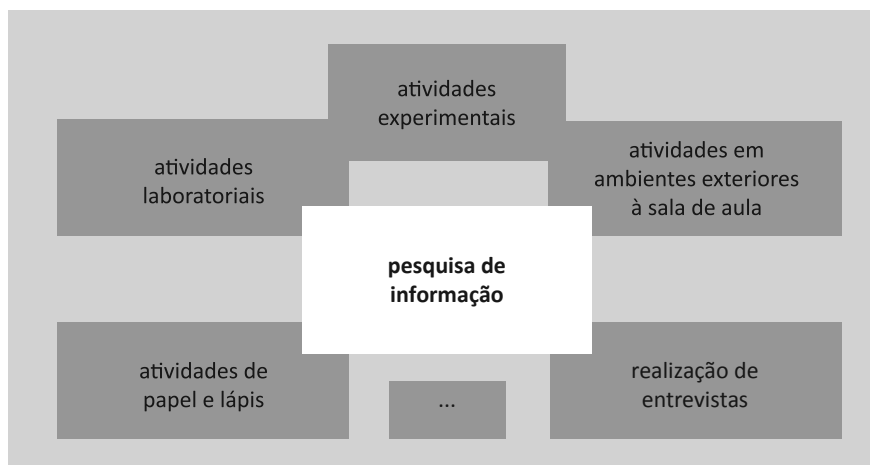 atividades
experimentais
atividades
laboratoriais
atividades em
ambientes exteriores
à sala de aula
pesquisa de
informação
atividades de
papel e lápis
...
realização de
entrevistas